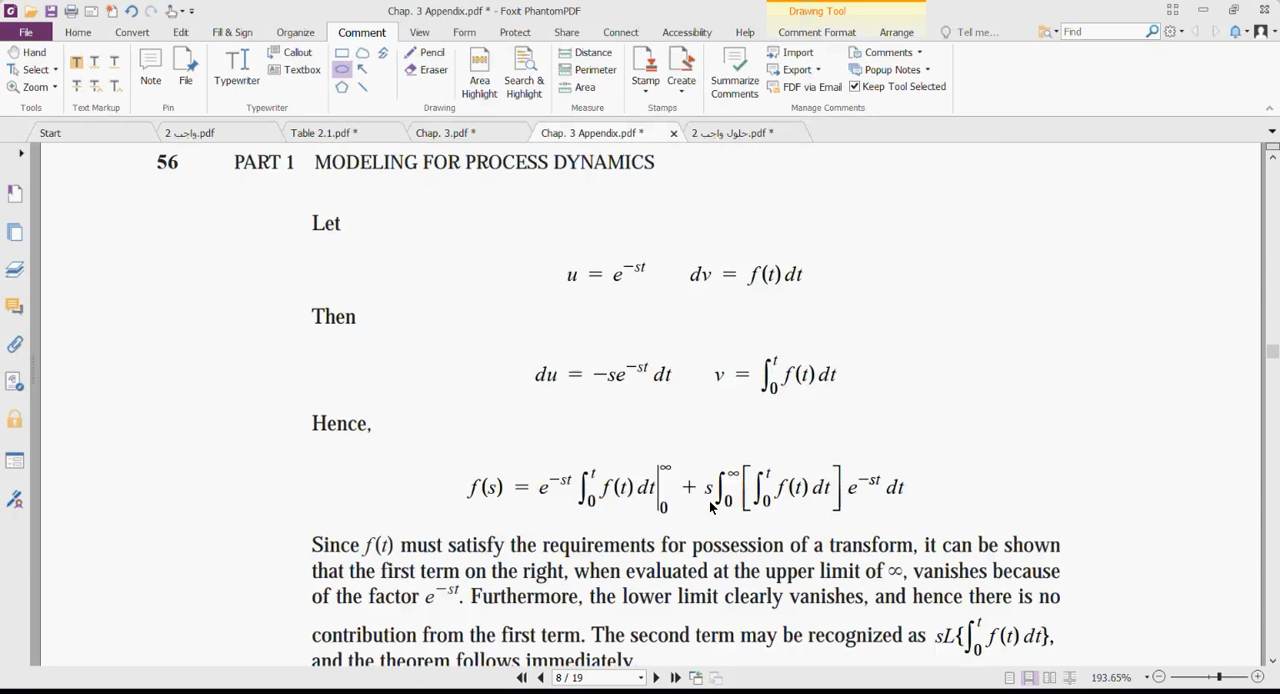 Chap. 3 Appendix.pdf * - Foxit PhantomPDF
Drawing Tool
File Home Convert Edit Fill & Sign Organize Comment View Form Protect Share Connect Accessibility Help Comment Format Arrange Tell me... Find
Hand
Select
Zoom
Tools
Text Markup
Note
File
Pin
Typewriter
Callout
Textbox
Typewriter
Pencil
Eraser
Drawing
Area Highlight
Search & Highlight
Distance
Perimeter
Area
Measure
Stamp
Create
Stamps
Summarize Comments
Import
Export
FDF via Email
Comments
Popup Notes
Keep Tool Selected
Manage Comments
Start
واجب 2.pdf
Table 2.1.pdf *
Chap. 3.pdf *
Chap. 3 Appendix.pdf *
حلول واجب 2.pdf *
56 PART 1 MODELING FOR PROCESS DYNAMICS
Let
u = e^{-st} dv = f(t) dt
Then
du = -se^{-st} dt v = ∫_0^t f(t) dt
Hence,
f(s) = e^{-st} ∫_0^t f(t) dt |_0^∞ + s∫_0^∞ [∫_0^t f(t) dt] e^{-st} dt
Since f(t) must satisfy the requirements for possession of a transform, it can be shown
that the first term on the right, when evaluated at the upper limit of ∞, vanishes because
of the factor e^{-st}. Furthermore, the lower limit clearly vanishes, and hence there is no
contribution from the first term. The second term may be recognized as sL{∫_0^t f(t) dt},
and the theorem follows immediately.
8 / 19
193.65%